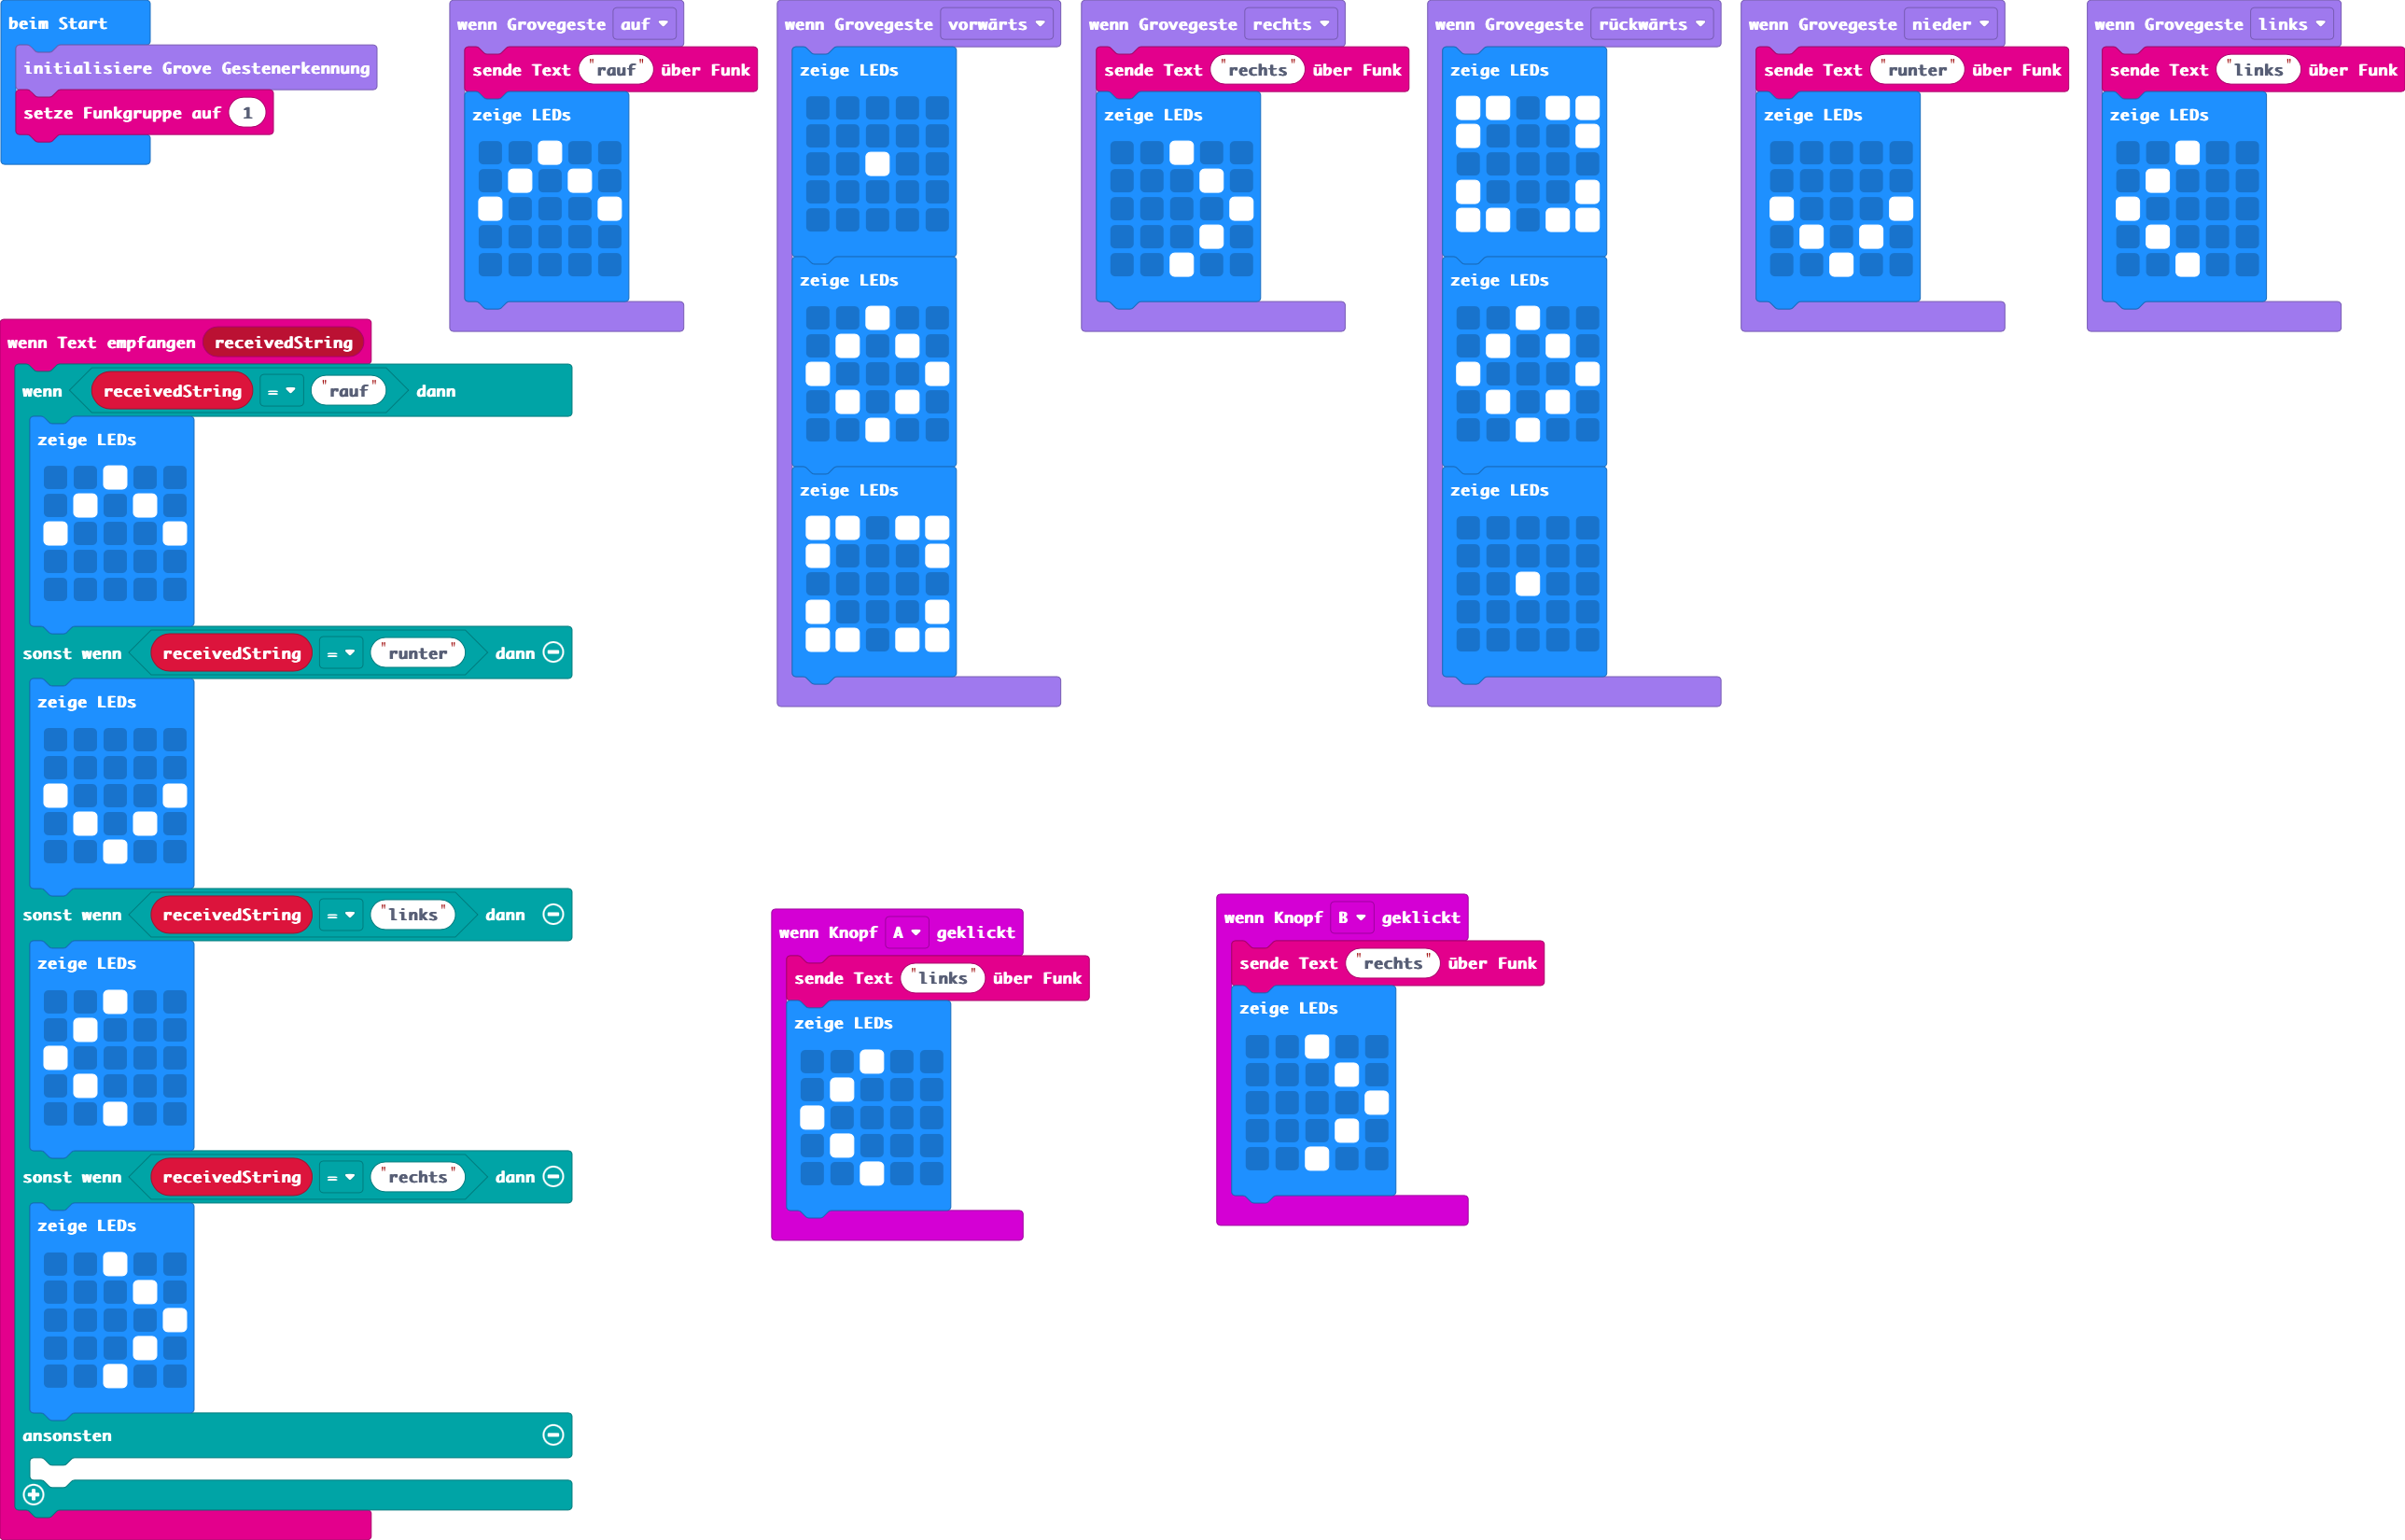 beim Start
initialisiere Grove Gestenerkennung
setze Funkgruppe auf 1
wenn Grovegeste auf
sende Text "rauf" über Funk
zeige LEDs
wenn Grovegeste vorwärts
zeige LEDs
zeige LEDs
zeige LEDs
wenn Grovegeste rechts
sende Text "rechts" über Funk
zeige LEDs
wenn Grovegeste rückwärts
zeige LEDs
zeige LEDs
zeige LEDs
wenn Grovegeste nieder
sende Text "runter" über Funk
zeige LEDs
wenn Grovegeste links
sende Text "links" über Funk
zeige LEDs
wenn Text empfangen receivedString
wenn receivedString = "rauf" dann
zeige LEDs
sonst wenn receivedString = "runter" dann
zeige LEDs
sonst wenn receivedString = "links" dann
zeige LEDs
sonst wenn receivedString = "rechts" dann
zeige LEDs
ansonsten
wenn Knopf A geklickt
sende Text "links" über Funk
zeige LEDs
wenn Knopf B geklickt
sende Text "rechts" über Funk
zeige LEDs